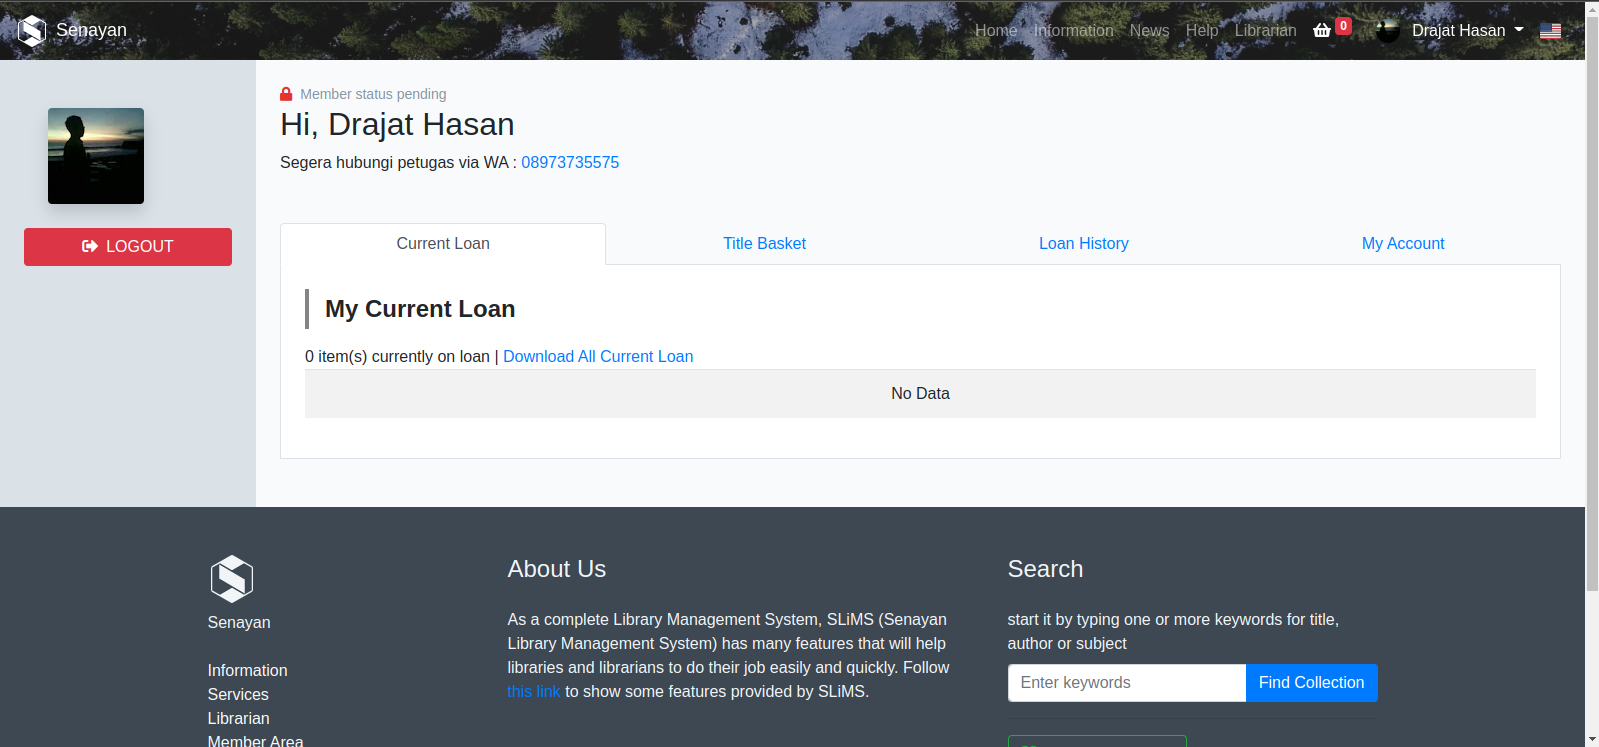 Senayan
Home Information News Help Librarian 0 Drajat Hasan
Member status pending
Hi, Drajat Hasan
Segera hubungi petugas via WA : 08973735575
LOGOUT
Current Loan Title Basket Loan History My Account
My Current Loan
0 item(s) currently on loan | Download All Current Loan
No Data
Senayan
Information
Services
Librarian
Member Area
About Us
As a complete Library Management System, SLiMS (Senayan
Library Management System) has many features that will help
libraries and librarians to do their job easily and quickly. Follow
this link to show some features provided by SLiMS.
Search
start it by typing one or more keywords for title,
author or subject
Enter keywords Find Collection